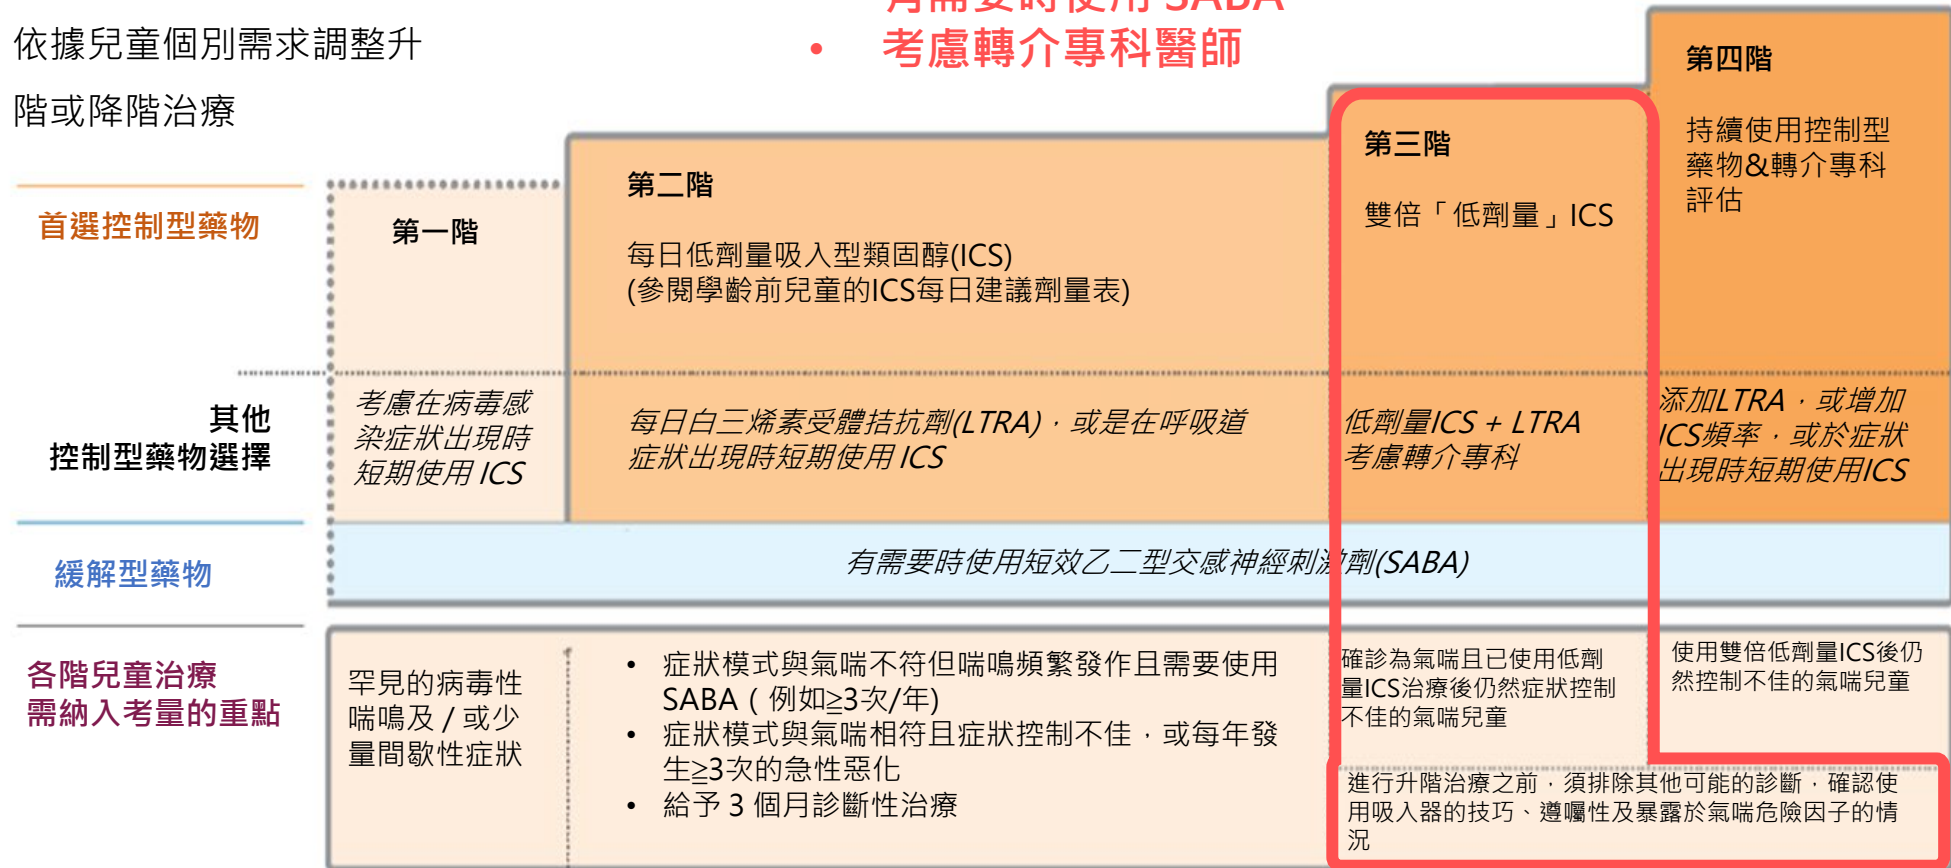 有需要時使用 SABA
• 考慮轉介專科醫師
依據兒童個別需求調整升
階或降階治療
首選控制型藥物
第一階
第二階
每日低劑量吸入型類固醇(ICS)
(參閱學齡前兒童的ICS每日建議劑量表)
第三階
雙倍「低劑量」ICS
第四階
持續使用控制型
藥物&轉介專科
評估
其他
控制型藥物選擇
考慮在病毒感
染症狀出現時
短期使用 ICS
每日白三烯素受體拮抗劑(LTRA)，或是在呼吸道
症狀出現時短期使用 ICS
低劑量ICS + LTRA
考慮轉介專科
添加LTRA，或增加
ICS頻率，或於症狀
出現時短期使用ICS
緩解型藥物
有需要時使用短效乙二型交感神經刺激劑(SABA)
各階兒童治療
需納入考量的重點
罕見的病毒性
喘鳴及 / 或少
量間歇性症狀
• 症狀模式與氣喘不符但喘鳴頻繁發作且需要使用
SABA ( 例如≧3次/年)
• 症狀模式與氣喘相符且症狀控制不佳，或每年發
生≧3次的急性惡化
• 給予 3 個月診斷性治療
確診為氣喘且已使用低劑
量ICS治療後仍然症狀控制
不佳的氣喘兒童
使用雙倍低劑量ICS後仍
然控制不佳的氣喘兒童
進行升階治療之前，須排除其他可能的診斷，確認使
用吸入器的技巧、遵囑性及暴露於氣喘危險因子的情
況